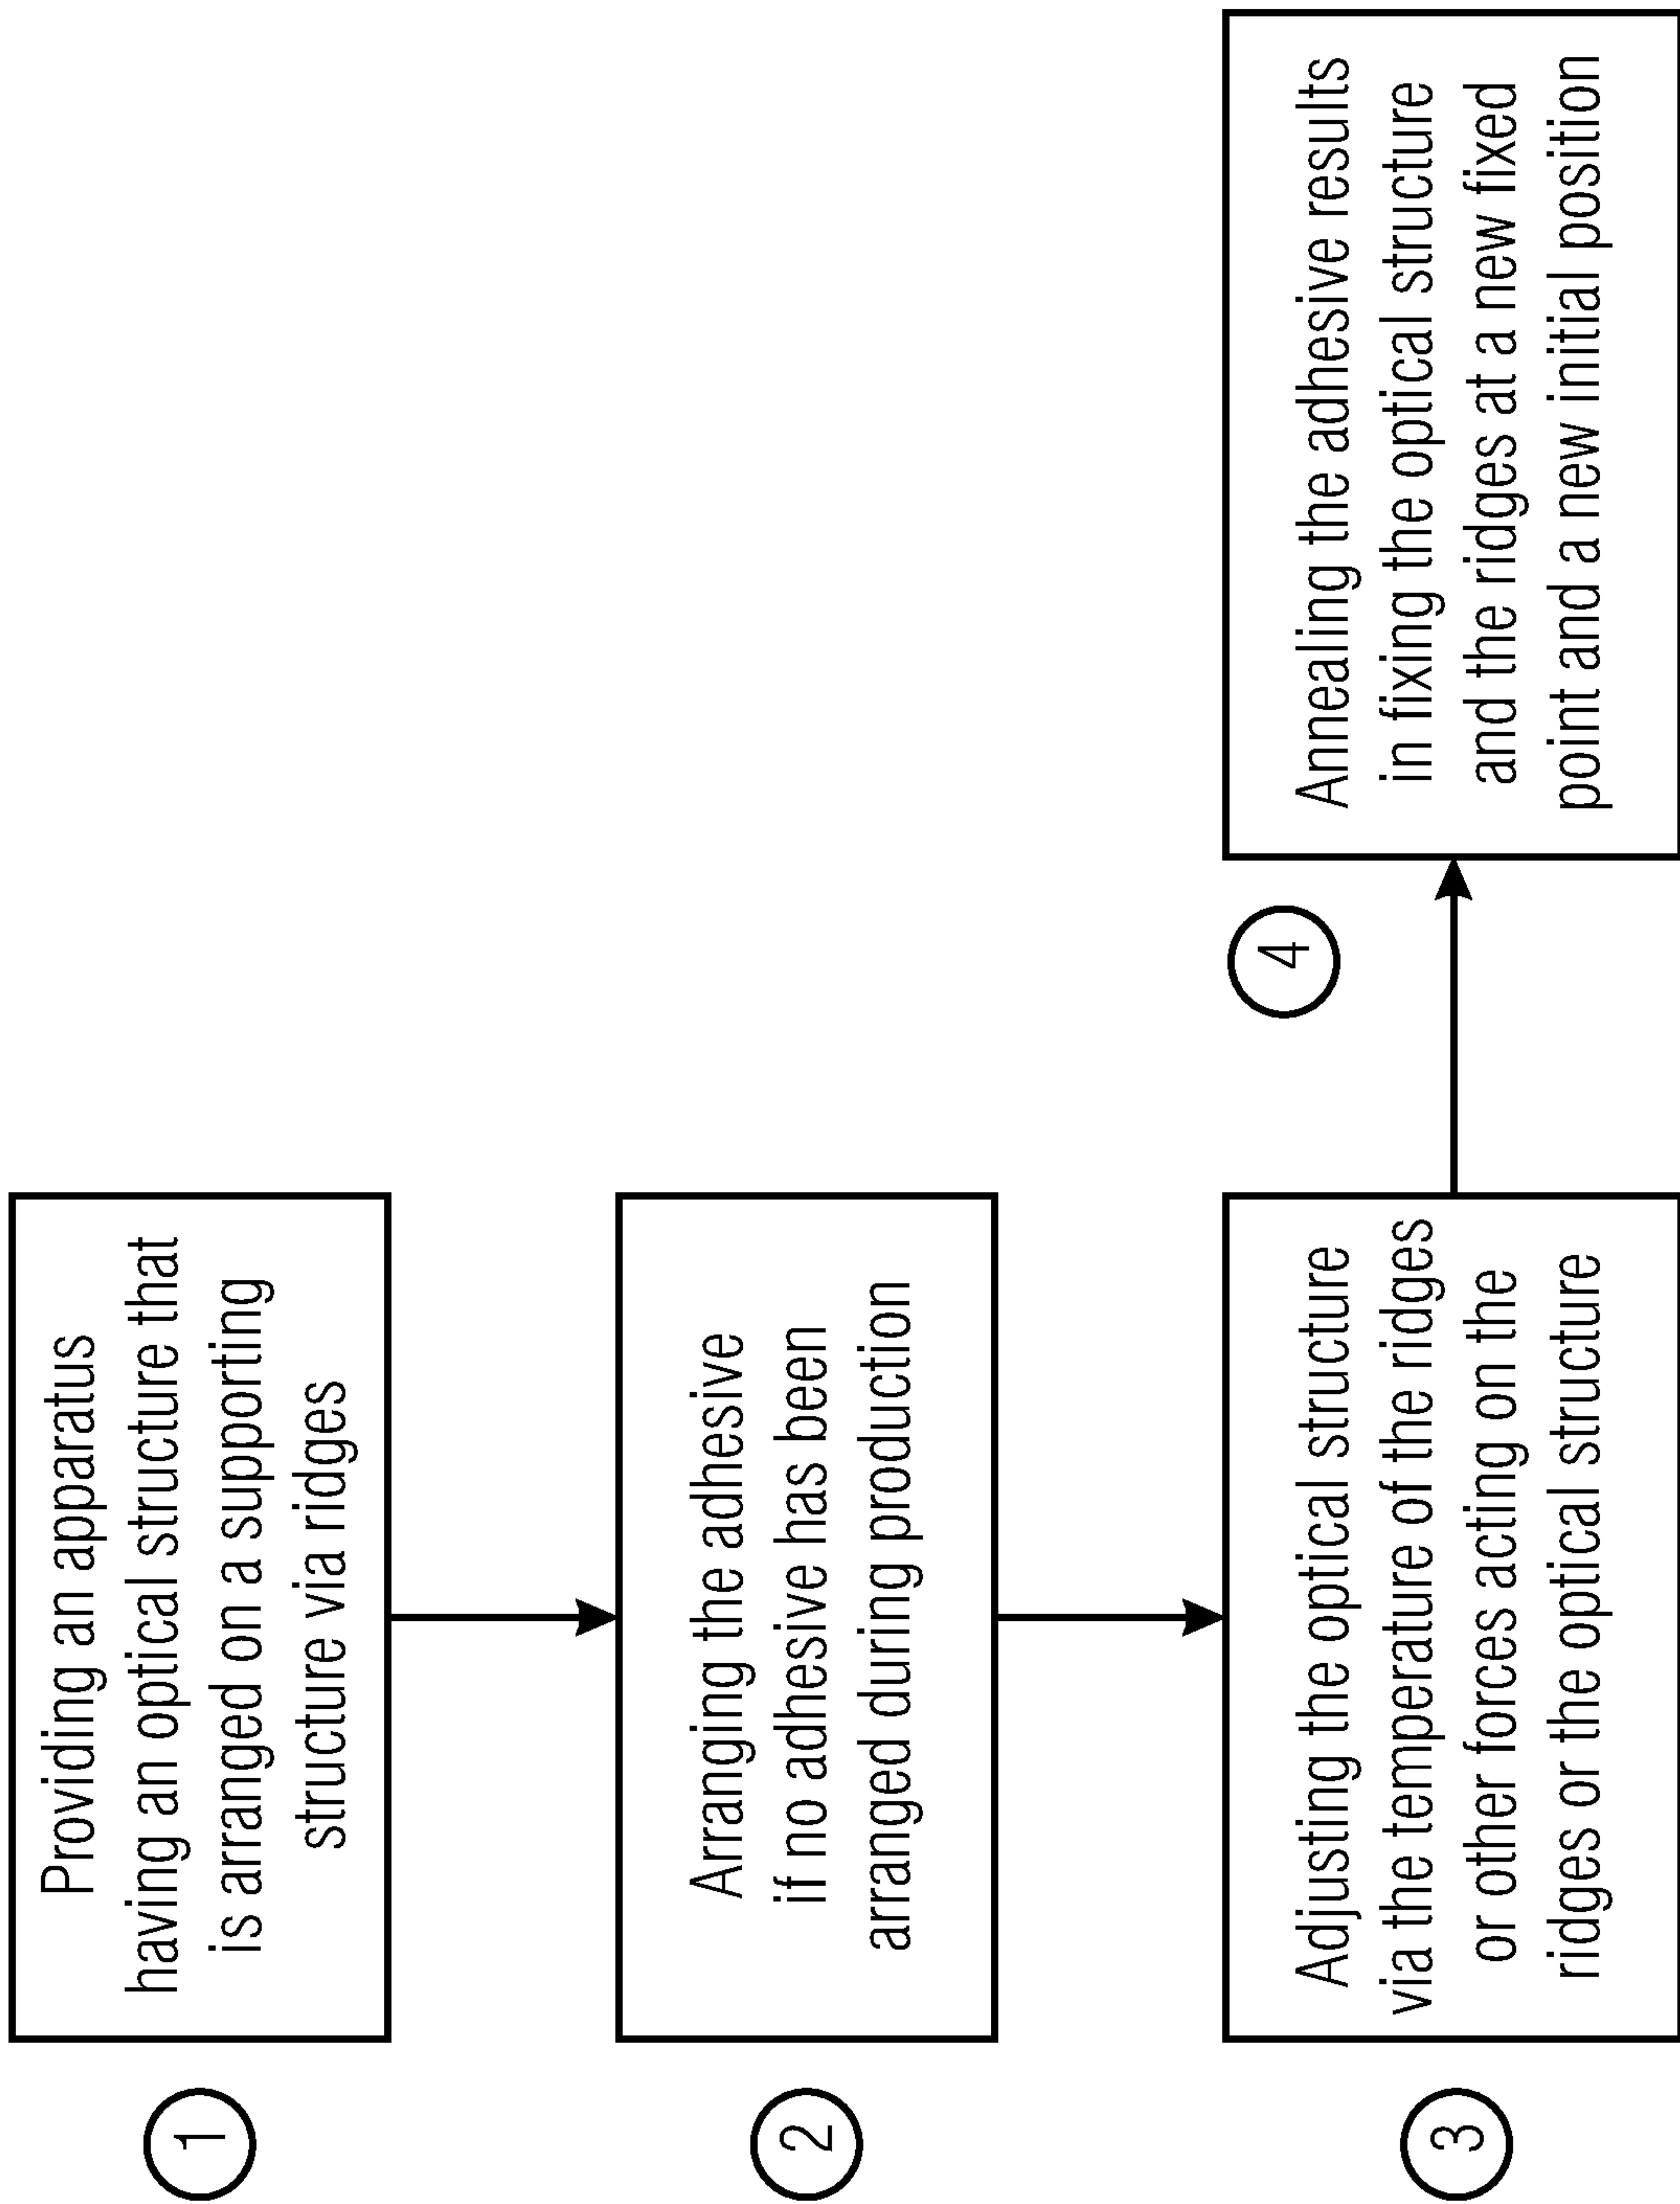 1
Providing an apparatus
having an optical structure that
is arranged on a supporting
structure via ridges
2
Arranging the adhesive
if no adhesive has been
arranged during production
3
Adjusting the optical structure
via the temperature of the ridges
or other forces acting on the
ridges or the optical structure
4
Annealing the adhesive results
in fixing the optical structure
and the ridges at a new fixed
point and a new initial position